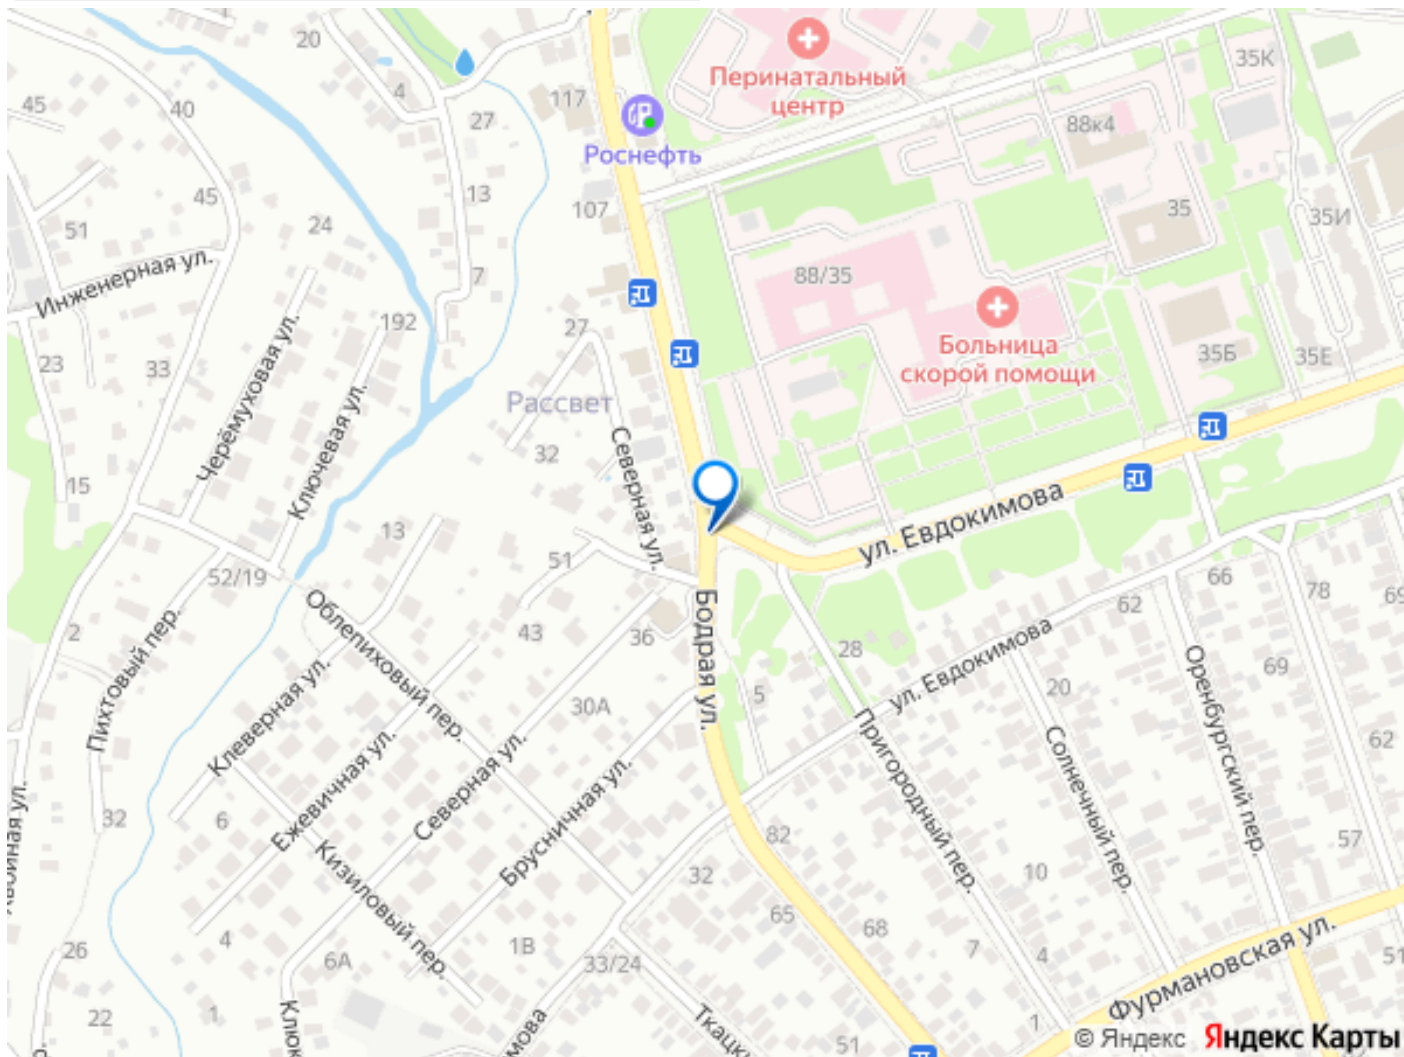 20
4
45
40
27
117
Перинатальный
центр
Роснефть
88к4
35К
13
45
107
35
35И
51
24
Инженерная ул.
7
88/35
192
27
Больница
скорой помощи
35Б
35Е
23
33
Черёмуховая ул.
Ключевая ул.
Рассвет
32
Северная ул.
15
13
51
ул. Евдокимова
52/19
Облепиховый пер.
Бодрая ул.
66
78
69
62
2
Пихтовый пер.
43
36
28
ул. Евдокимова
5
Клеверная ул.
30А
20
Оренбургский пер.
69
62
Ежевичная ул.
Северная ул.
Брусничная ул.
Пригородный пер.
Солнечный пер.
32
6
Кизиловый пер.
82
57
32
10
65
68
26
4
6А
1В
33/24
7
4
Фурмановская ул.
51
22
1
51
1
© Яндекс Яндекс Карты